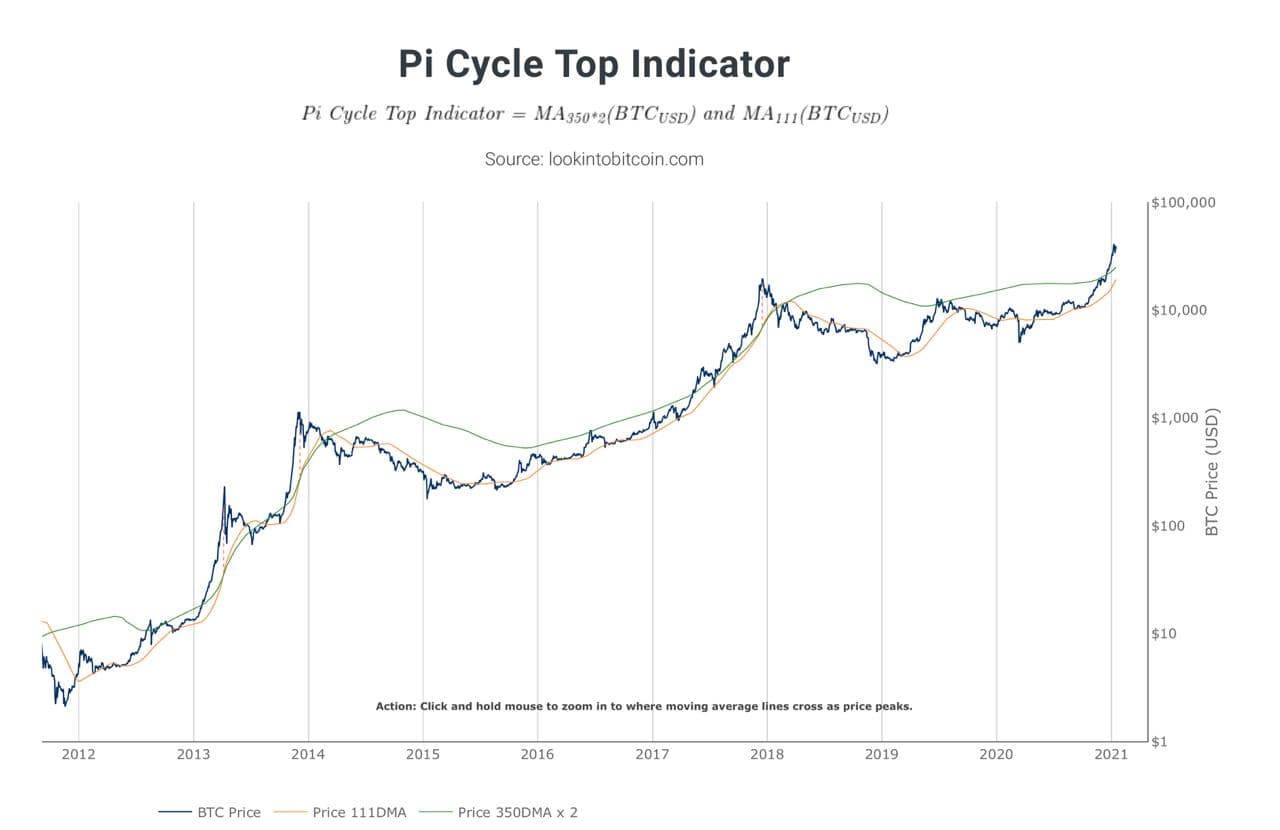 Pi Cycle Top Indicator
Pi Cycle Top Indicator = MA350*2(BTCUSD) and MA111(BTCUSD)
Source: lookintobitcoin.com
$100,000
$10,000
$1,000
$100
$10
$1
BTC Price (USD)
Action: Click and hold mouse to zoom in to where moving average lines cross as price peaks.
2012 2013 2014 2015 2016 2017 2018 2019 2020 2021
BTC Price Price 111DMA Price 350DMA x 2